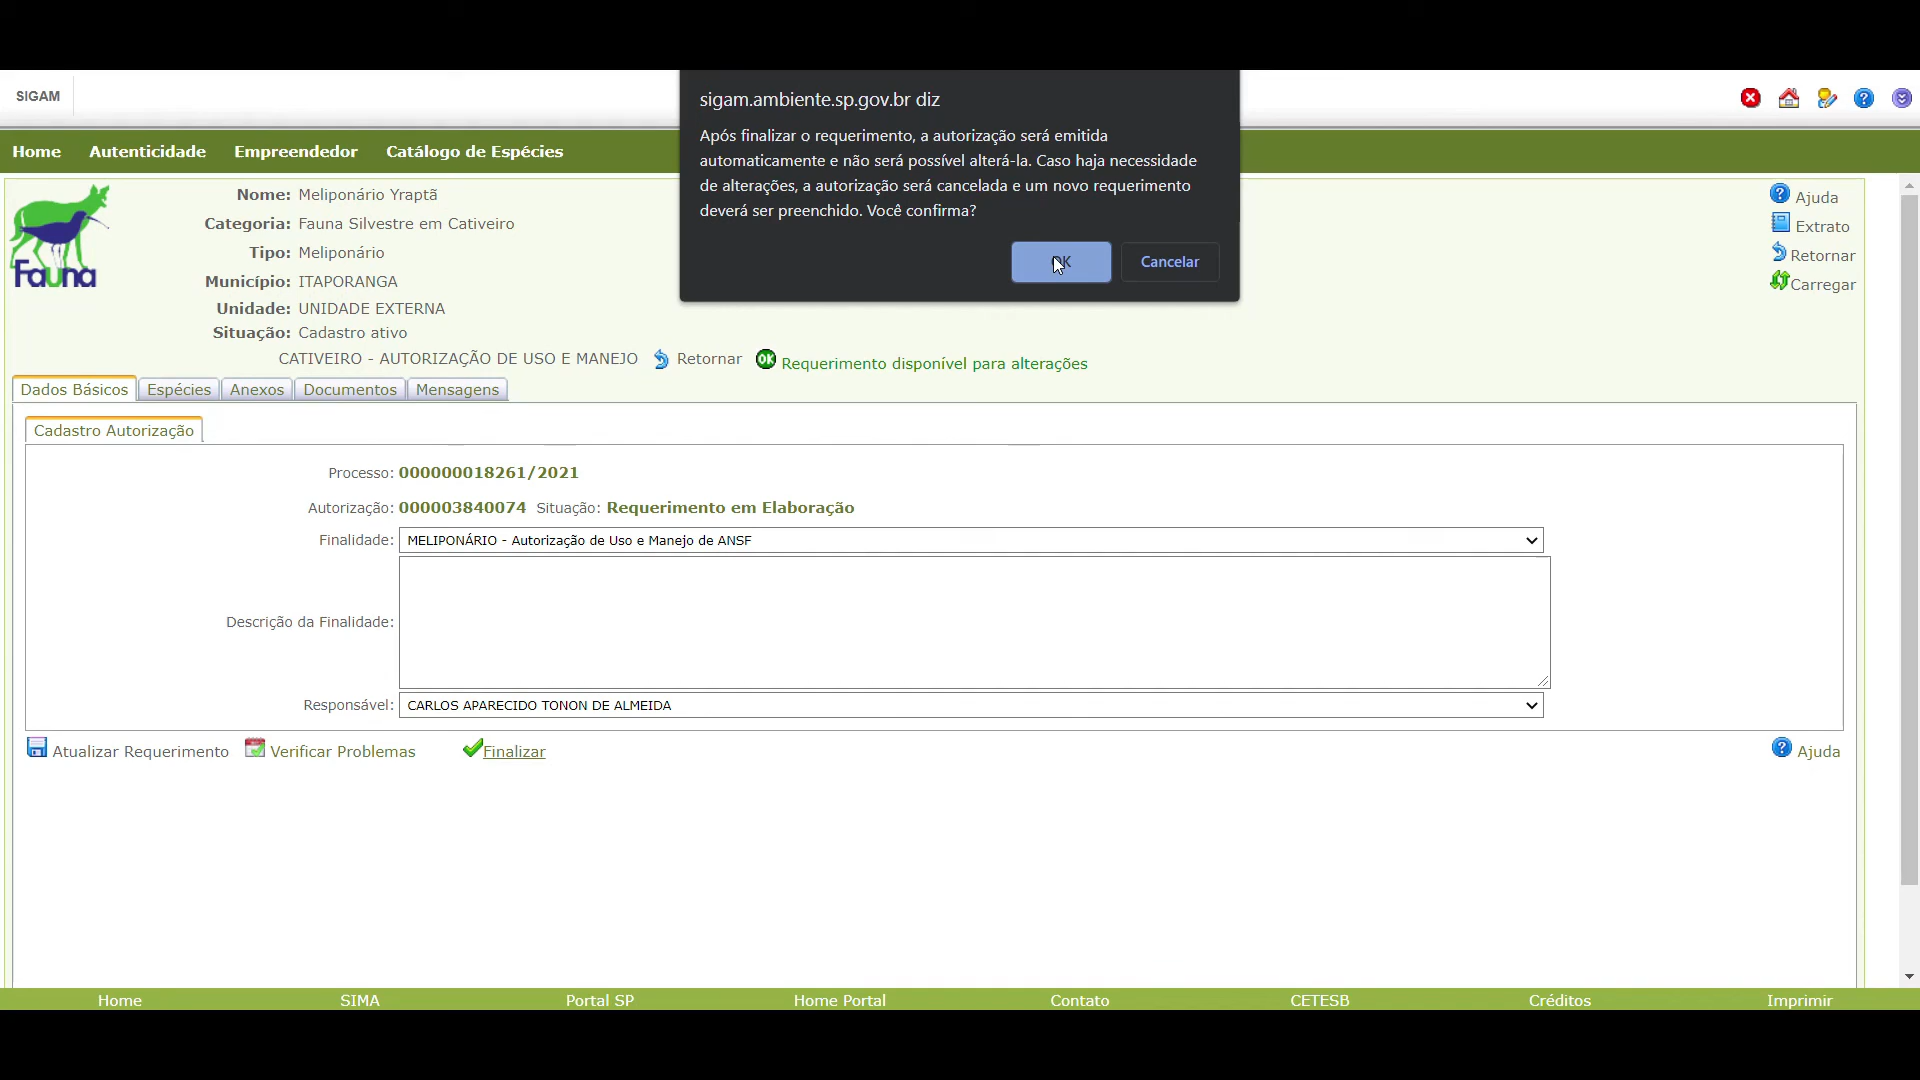 SIGAM
sigam.ambiente.sp.gov.br diz
Após finalizar o requerimento, a autorização será emitida
automaticamente e não será possível alterá-la. Caso haja necessidade
de alterações, a autorização será cancelada e um novo requerimento
deverá ser preenchido. Você confirma?
OK Cancelar
Home Autenticidade Empreendedor Catálogo de Espécies
Fauna
Nome: Meliponário Yraptã
Categoria: Fauna Silvestre em Cativeiro
Tipo: Meliponário
Município: ITAPORANGA
Unidade: UNIDADE EXTERNA
Situação: Cadastro ativo
Ajuda
Extrato
Retornar
Carregar
CATIVEIRO - AUTORIZAÇÃO DE USO E MANEJO Retornar OK Requerimento disponível para alterações
Dados Básicos Espécies Anexos Documentos Mensagens
Cadastro Autorização
Processo: 000000018261/2021
Autorização: 000003840074 Situação: Requerimento em Elaboração
Finalidade: MELIPONÁRIO - Autorização de Uso e Manejo de ANSF
Descrição da Finalidade:
Responsável: CARLOS APARECIDO TONON DE ALMEIDA
Atualizar Requerimento Verificar Problemas Finalizar Ajuda
Home SIMA Portal SP Home Portal Contato CETESB Créditos Imprimir